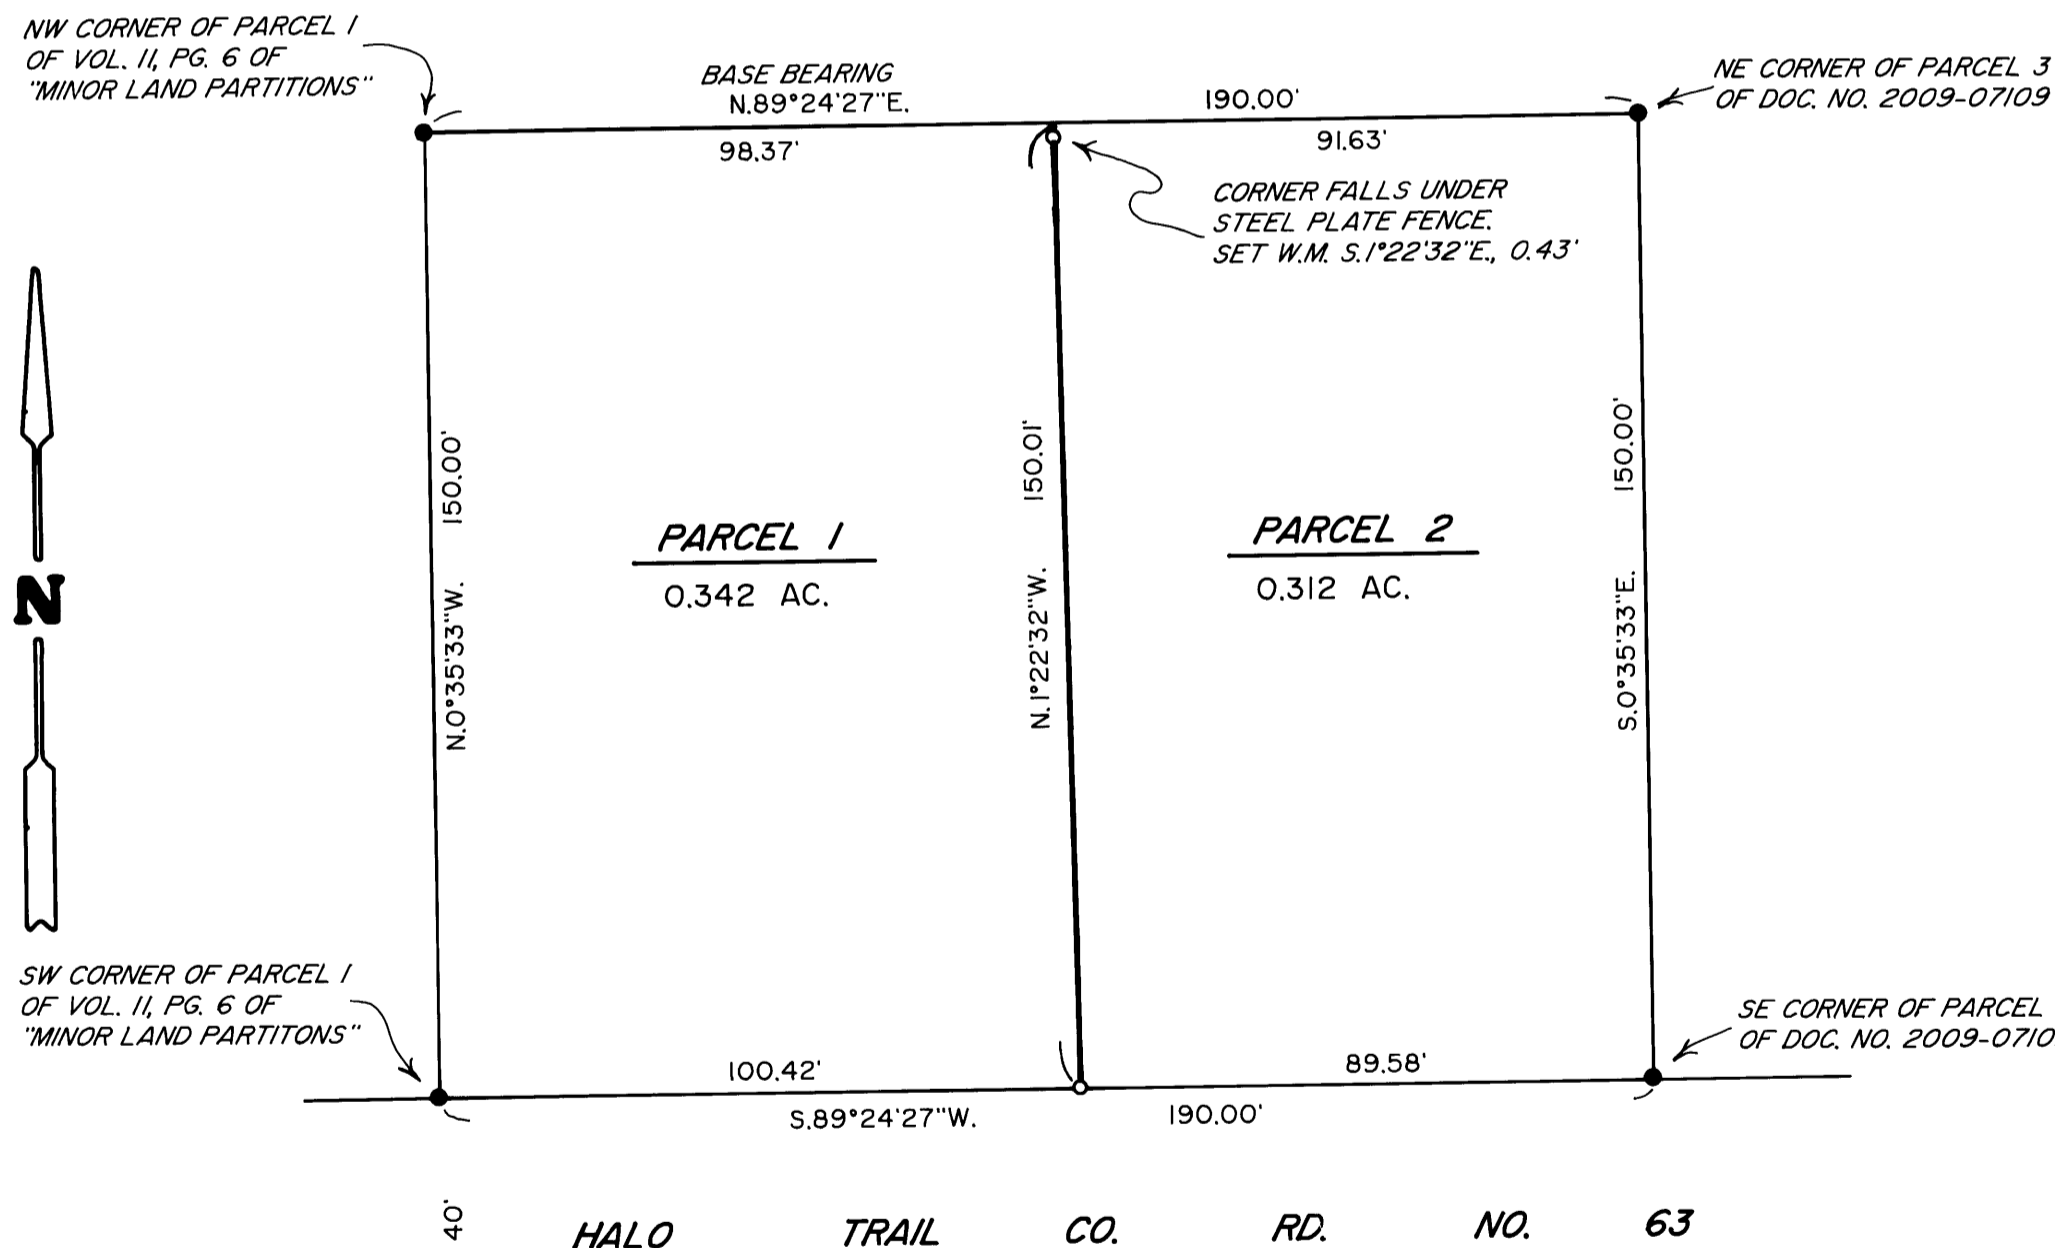 NW CORNER OF PARCEL 1
OF VOL. 11, PG. 6 OF
"MINOR LAND PARTITIONS"
BASE BEARING
N.89°24'27"E.
190.00'
NE CORNER OF PARCEL 3
OF DOC. NO. 2009-07109
98.37'
91.63'
CORNER FALLS UNDER
STEEL PLATE FENCE.
SET W.M. S.1°22'32"E., 0.43'
N.0°35'33"W. 150.00'
N.1°22'32"W. 150.01'
S.0°35'33"E. 150.00'
PARCEL 1
0.342 AC.
PARCEL 2
0.312 AC.
N
SW CORNER OF PARCEL 1
OF VOL. 11, PG. 6 OF
"MINOR LAND PARTITONS"
SE CORNER OF PARCEL
OF DOC. NO. 2009-0710
100.42'
89.58'
S.89°24'27"W.
190.00'
40'
HALO TRAIL CO. RD. NO. 63